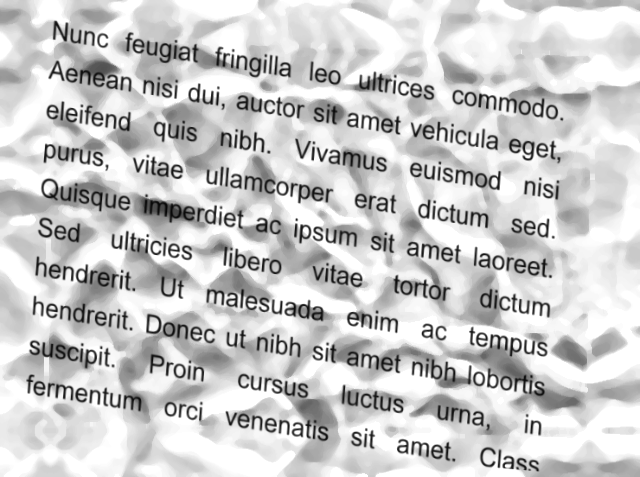 Nunc feugiat fringilla leo ultrices commodo.
Aenean nisi dui, auctor sit amet vehicula eget,
eleifend quis nibh. Vivamus euismod nisi
purus, vitae ullamcorper erat dictum sed.
Quisque imperdiet ac ipsum sit amet laoreet.
Sed ultricies libero vitae tortor dictum
hendrerit. Ut malesuada enim ac tempus
hendrerit. Donec ut nibh sit amet nibh lobortis
suscipit. Proin cursus luctus urna, in
fermentum orci venenatis sit amet. Class